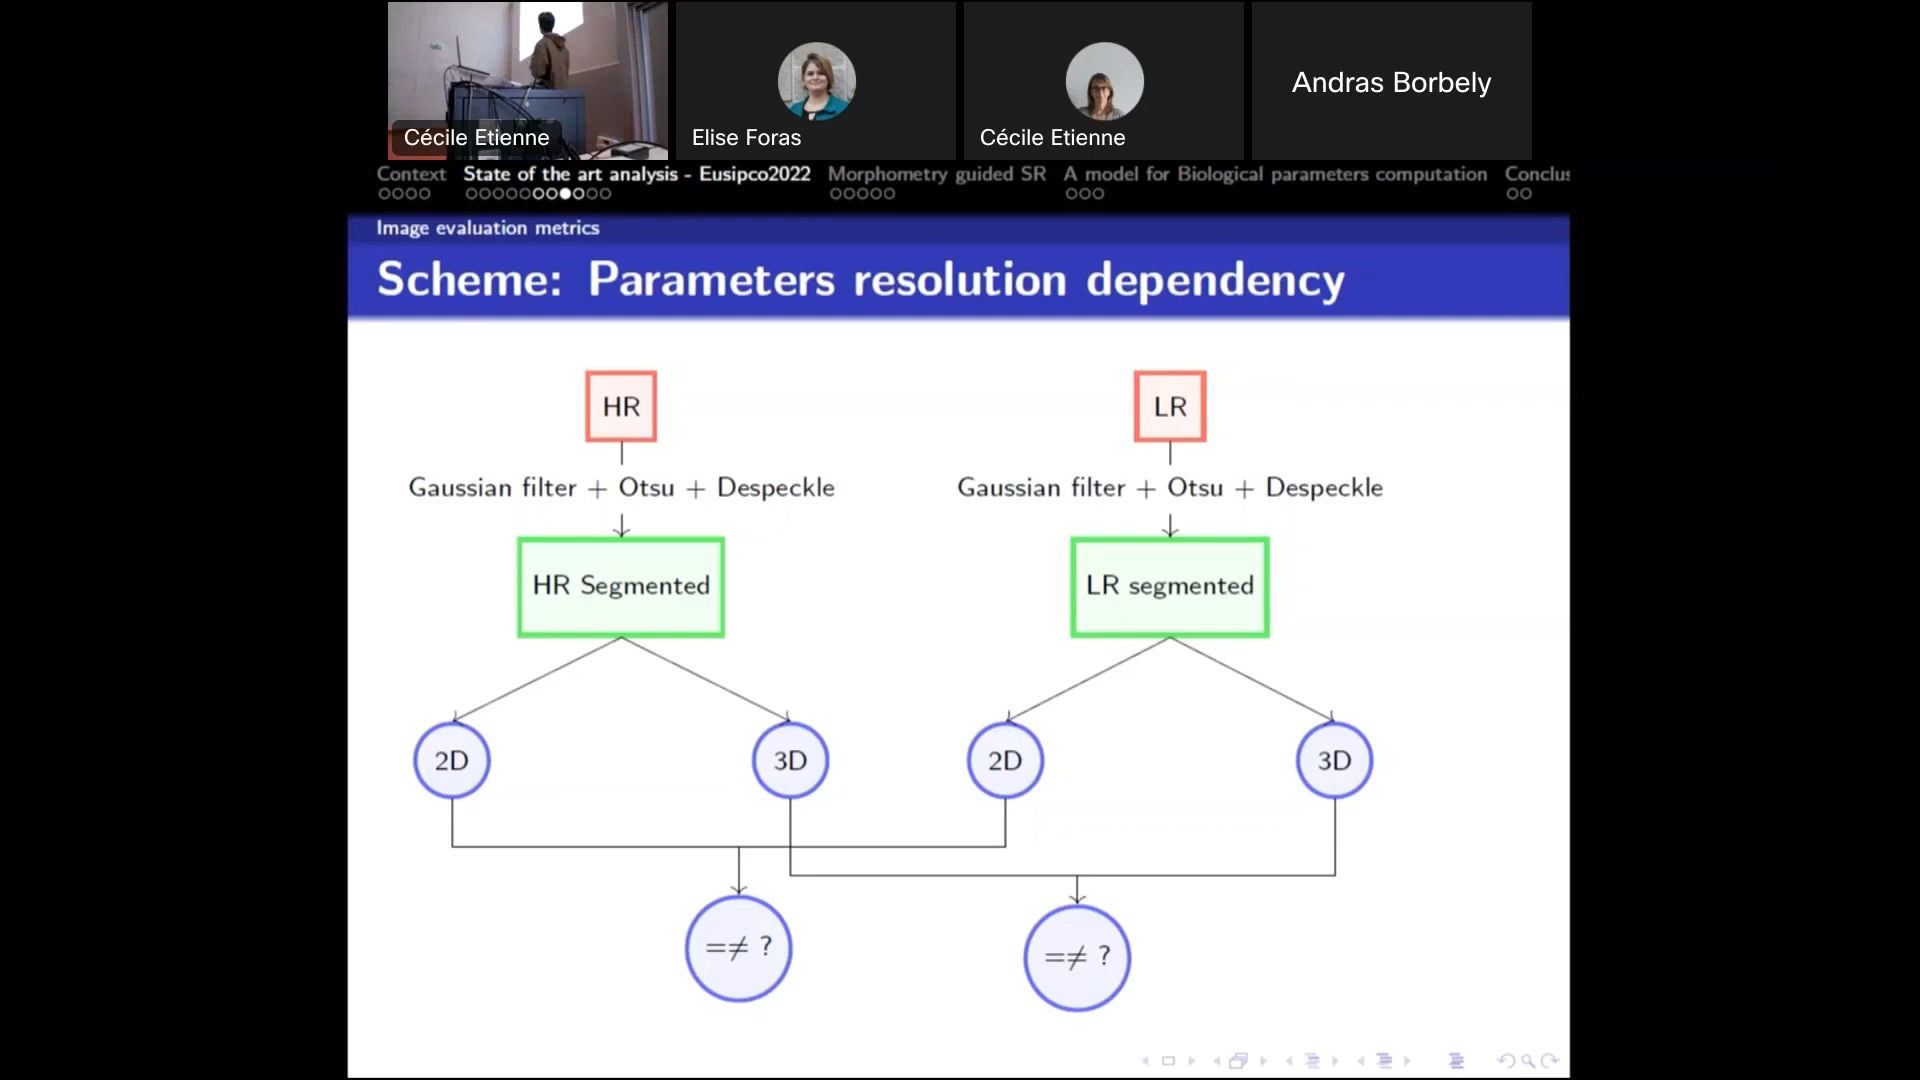 Cécile Etienne
Elise Foras
Cécile Etienne
Andras Borbely
Context State of the art analysis - Eusipco2022 Morphometry guided SR A model for Biological parameters computation Conclus
Image evaluation metrics
Scheme: Parameters resolution dependency
HR LR
Gaussian filter + Otsu + Despeckle Gaussian filter + Otsu + Despeckle
HR Segmented LR segmented
2D 3D 2D 3D
=≠ ? =≠ ?